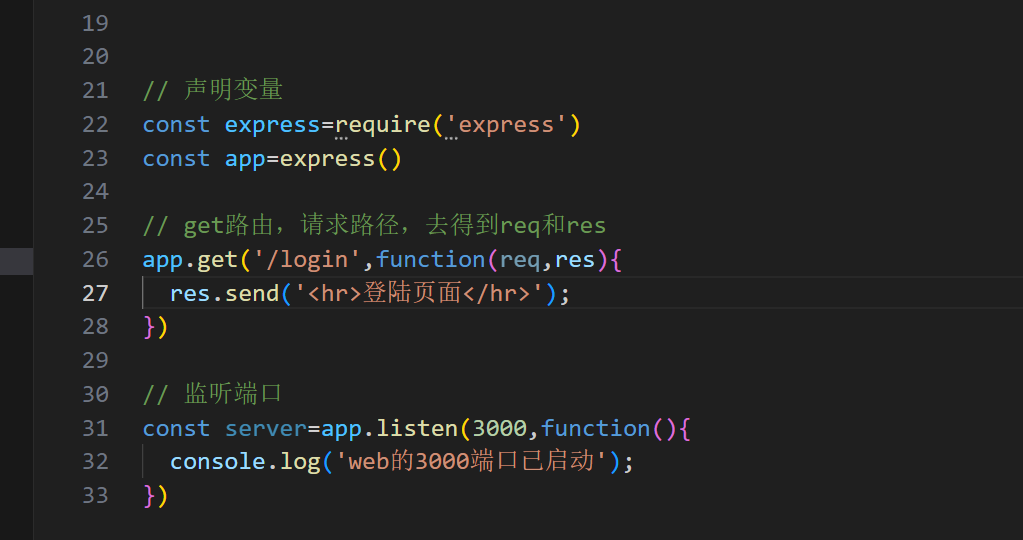 19
20
21 // 声明变量
22 const express=require('express')
23 const app=express()
24
25 // get路由，请求路径，去得到req和res
26 app.get('/login',function(req,res){
27   res.send('<hr>登陆页面</hr>');
28 })
29
30 // 监听端口
31 const server=app.listen(3000,function(){
32   console.log('web的3000端口已启动');
33 })